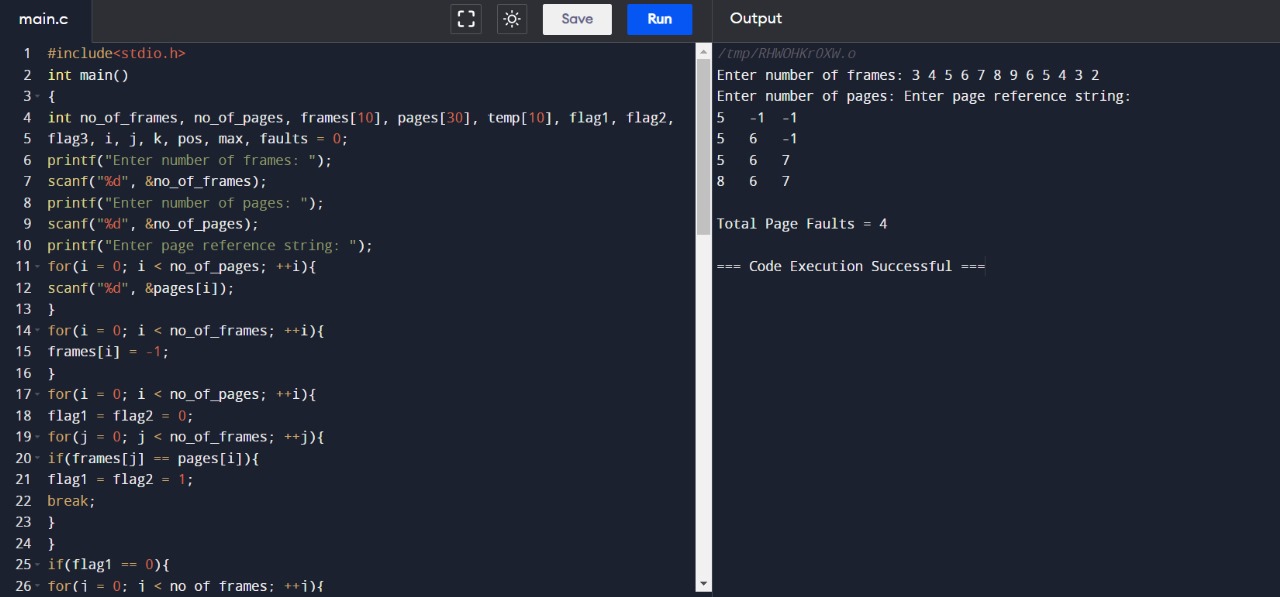 main.c
Save
Run
Output
1 #include<stdio.h>
2 int main()
3 {
4 int no_of_frames, no_of_pages, frames[10], pages[30], temp[10], flag1, flag2,
5 flag3, i, j, k, pos, max, faults = 0;
6 printf("Enter number of frames: ");
7 scanf("%d", &no_of_frames);
8 printf("Enter number of pages: ");
9 scanf("%d", &no_of_pages);
10 printf("Enter page reference string: ");
11 for(i = 0; i < no_of_pages; ++i){
12 scanf("%d", &pages[i]);
13 }
14 for(i = 0; i < no_of_frames; ++i){
15 frames[i] = -1;
16 }
17 for(i = 0; i < no_of_pages; ++i){
18 flag1 = flag2 = 0;
19 for(j = 0; j < no_of_frames; ++j){
20 if(frames[j] == pages[i]){
21 flag1 = flag2 = 1;
22 break;
23 }
24 }
25 if(flag1 == 0){
26 for(j = 0; j < no_of_frames; ++j){
/tmp/RHWOHKrOXW.o
Enter number of frames: 3 4 5 6 7 8 9 6 5 4 3 2
Enter number of pages: Enter page reference string:
5 -1 -1
5 6 -1
5 6 7
8 6 7
Total Page Faults = 4
=== Code Execution Successful ===